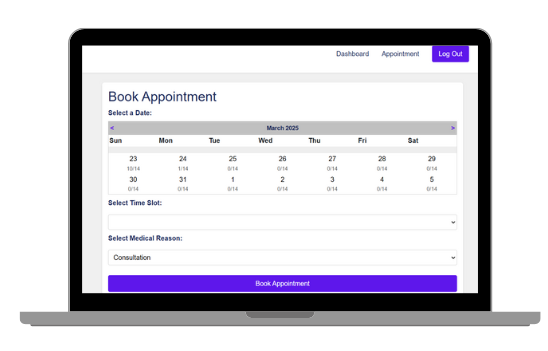 Dashboard Appointment Log Out
Book Appointment
Select a Date:
< March 2025 >
Sun Mon Tue Wed Thu Fri Sat
23 24 25 26 27 28 29
10/14 1/14 0/14 0/14 0/14 0/14 0/14
30 31 1 2 3 4 5
0/14 0/14 0/14 0/14 0/14 0/14 0/14
Select Time Slot:
Select Medical Reason:
Consultation
Book Appointment